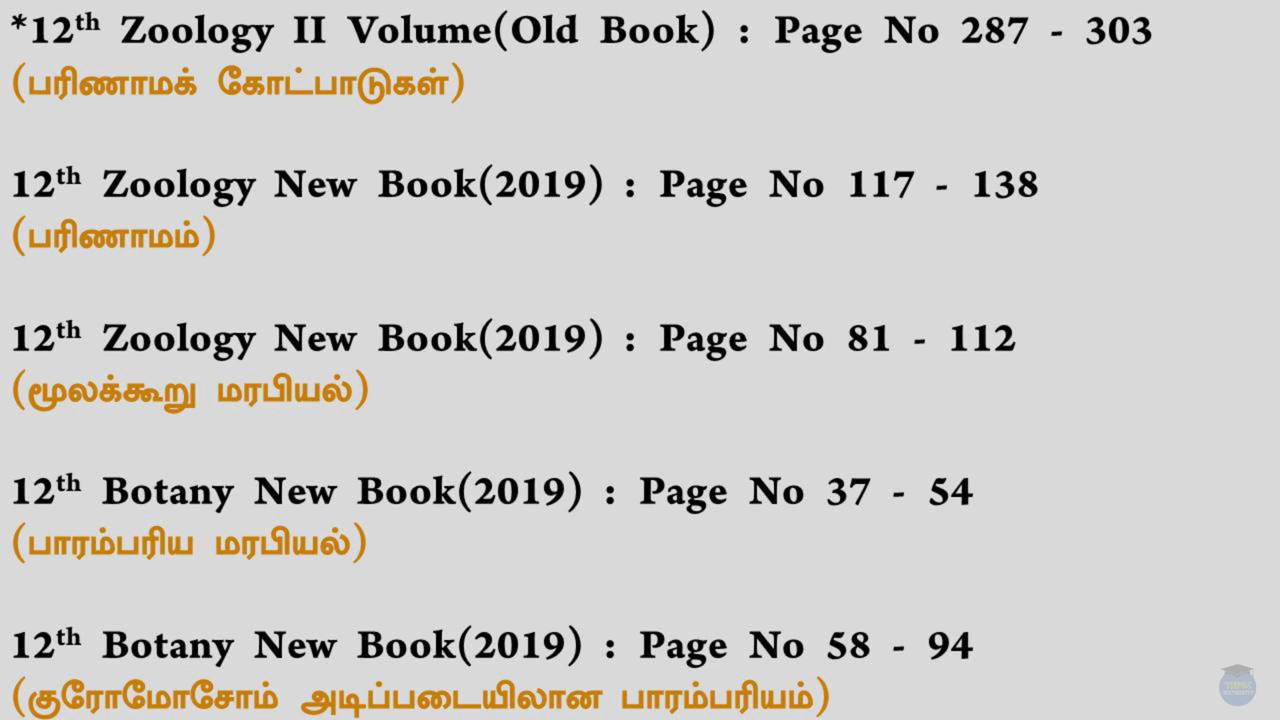 *12th Zoology II Volume(Old Book) : Page No 287 - 303
(பரிணாமக் கோட்பாடுகள்)
12th Zoology New Book(2019) : Page No 117 - 138
(பரிணாமம்)
12th Zoology New Book(2019) : Page No 81 - 112
(மூலக்கூறு மரபியல்)
12th Botany New Book(2019) : Page No 37 - 54
(பாரம்பரிய மரபியல்)
12th Botany New Book(2019) : Page No 58 - 94
(குரோமோசோம் அடிப்படையிலான பாரம்பரியம்)